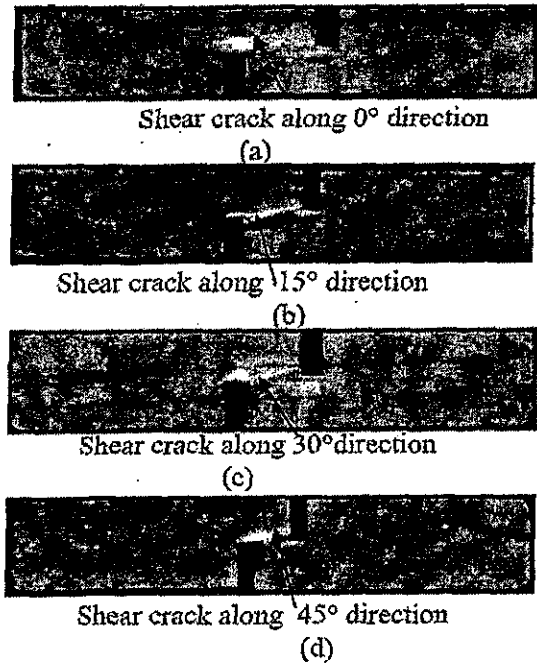 Shear crack along 0° direction
(a)
Shear crack along 15° direction
(b)
Shear crack along 30°direction
(c)
Shear crack along 45° direction
(d)